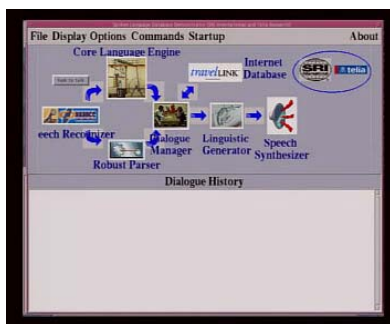 File Display Options Commands Startup About
Core Language Engine
Internet
Database
travelLINK
SRI
telia
eech Recognizer
Robust Parser
Dialogue
Manager
Linguistic
Generator
Speech
Synthesizer
Dialogue History